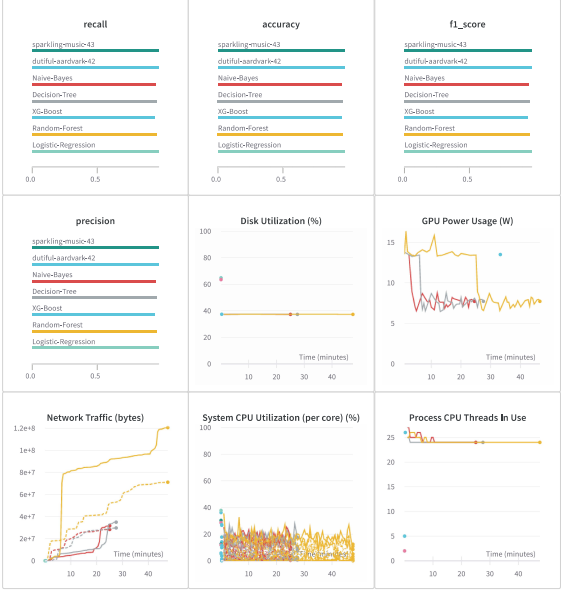 recall
sparkling-music-43
dutiful-aardvark-42
Naive-Bayes
Decision-Tree
XG-Boost
Random-Forest
Logistic-Regression
0.0 0.5
accuracy
sparkling-music-43
dutiful-aardvark-42
Naive-Bayes
Decision-Tree
XG-Boost
Random-Forest
Logistic-Regression
0.0 0.5
f1_score
sparkling-music-43
dutiful-aardvark-42
Naive-Bayes
Decision-Tree
XG-Boost
Random-Forest
Logistic-Regression
0.0 0.5
precision
sparkling-music-43
dutiful-aardvark-42
Naive-Bayes
Decision-Tree
XG-Boost
Random-Forest
Logistic-Regression
0.0 0.5
Disk Utilization (%)
100
80
60
40
20
0
Time (minutes)
10 20 30 40
GPU Power Usage (W)
15
10
5
0
Time (minutes)
10 20 30 40
Network Traffic (bytes)
1.2e+8
1e+8
8e+7
6e+7
4e+7
2e+7
0
Time (minutes)
10 20 30 40
System CPU Utilization (per core) (%)
100
80
60
40
20
0
Time (minutes)
10 20 30 40
Process CPU Threads In Use
25
20
15
10
5
0
Time (minutes)
10 20 30 40